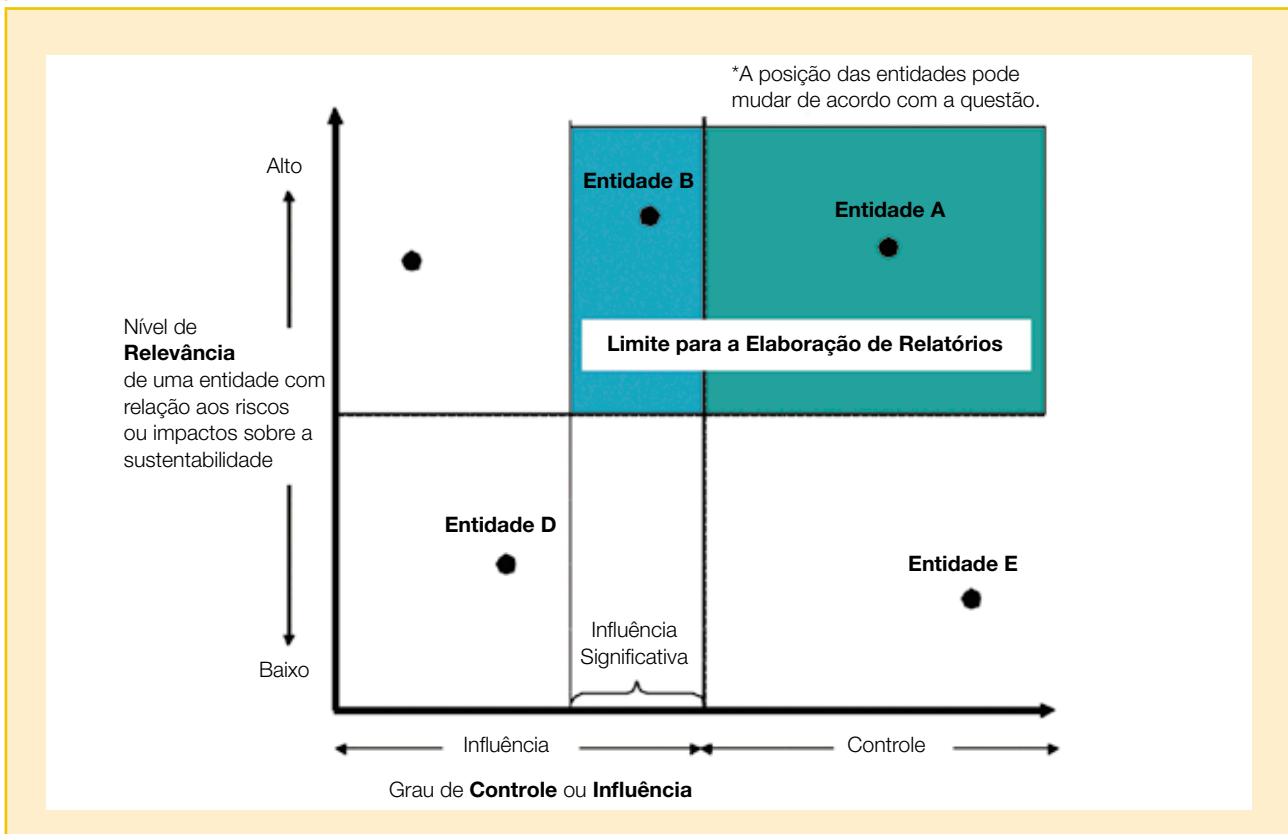 *A posição das entidades pode
mudar de acordo com a questão.
Alto
Entidade B
Entidade A
Nível de
Relevância
de uma entidade com
relação aos riscos
ou impactos sobre a
sustentabilidade
Limite para a Elaboração de Relatórios
Entidade D
Entidade E
Influência
Significativa
Baixo
Influência
Controle
Grau de Controle ou Influência